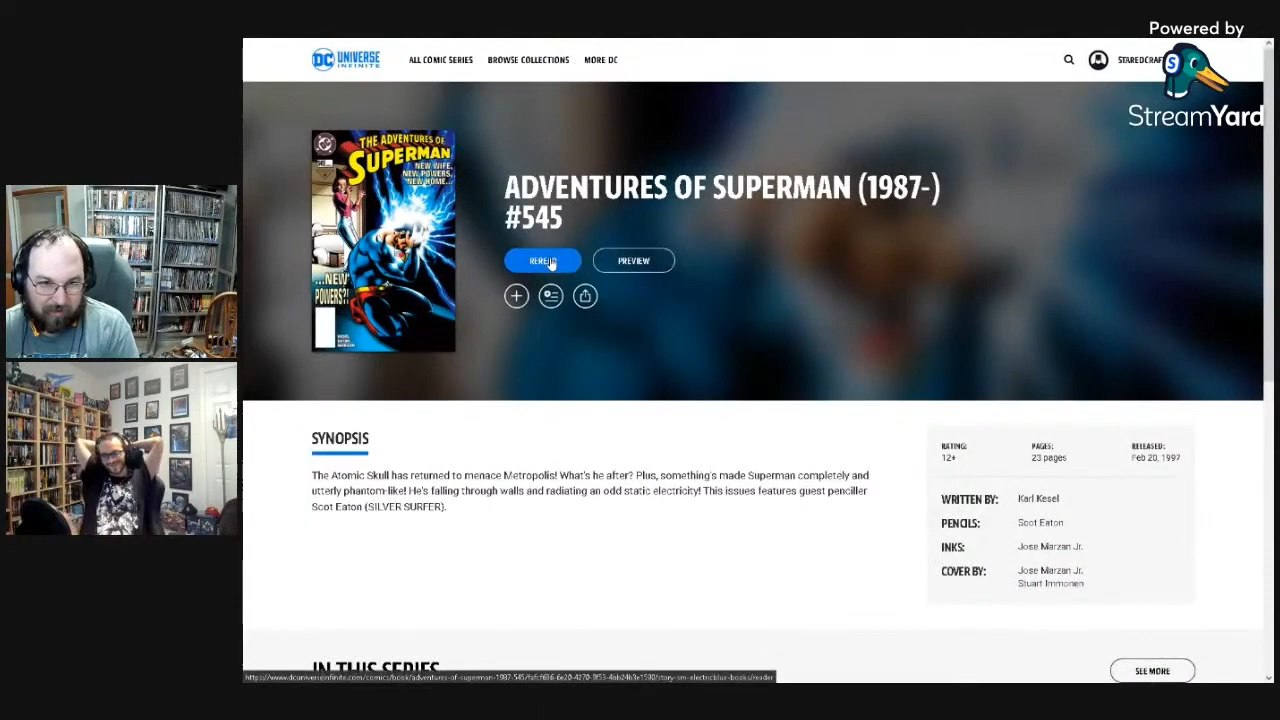 Powered by
StreamYard
DC UNIVERSE
INFINITE
ALL COMIC SERIES
BROWSE COLLECTIONS
MORE DC
THE ADVENTURES OF
SUPERMAN
NEW WIFE,
NEW POWERS,
NEW HOME...
...NEW
POWERS?!
ADVENTURES OF SUPERMAN (1987-)
#545
PREVIEW
SYNOPSIS
The Atomic Skull has returned to menace Metropolis! What's he after? Plus, something's made Superman completely and
utterly phantom-like! He's falling through walls and radiating an odd static electricity! This issues features guest penciller
Scot Eaton (SILVER SURFER).
RATING:
12+
PAGES:
23 pages
RELEASED:
Feb 20, 1997
WRITTEN BY:
Karl Kesel
PENCILS:
Scot Eaton
INKS:
Jose Marzan Jr.
COVER BY:
Jose Marzan Jr.
Stuart Immonen
IN THIS SERIES
SEE MORE